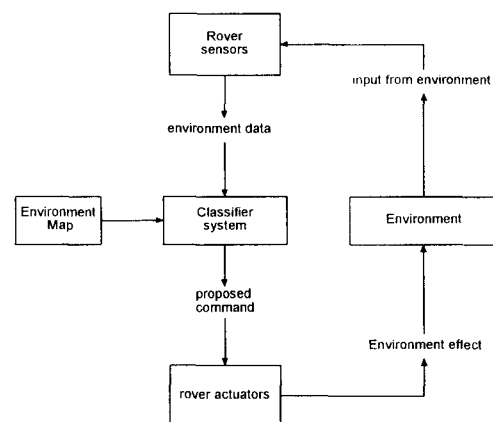 Rover
sensors
input from environment
environment data
Environment
Map
Classifier
system
Environment
proposed
command
Environment effect
rover actuators